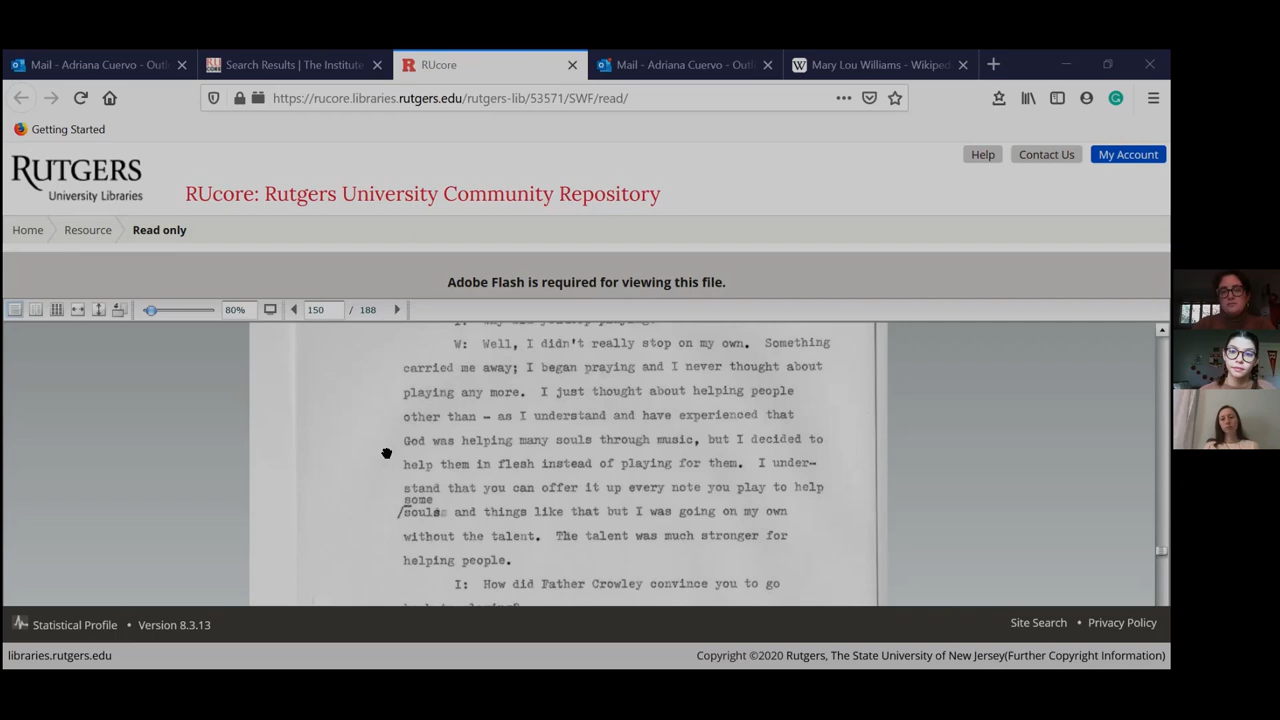 Mail - Adriana Cuervo - Outl
Search Results | The Institute
RUcore
Mail - Adriana Cuervo - Outl
Mary Lou Williams - Wikiped
https://rucore.libraries.rutgers.edu/rutgers-lib/53571/SWF/read/
Getting Started
RUTGERS
University Libraries
Help
Contact Us
My Account
RUcore: Rutgers University Community Repository
Home
Resource
Read only
Adobe Flash is required for viewing this file.
80%
150
/ 188
W: Well, I didn't really stop on my own. Something
carried me away; I began praying and I never thought about
playing any more. I just thought about helping people
other than - as I understand and have experienced that
God was helping many souls through music, but I decided to
help them in flesh instead of playing for them. I under-
stand that you can offer it up every note you play to help
some
/souls and things like that but I was going on my own
without the talent. The talent was much stronger for
helping people.
I: How did Father Crowley convince you to go
Statistical Profile • Version 8.3.13
Site Search • Privacy Policy
libraries.rutgers.edu
Copyright ©2020 Rutgers, The State University of New Jersey(Further Copyright Information)